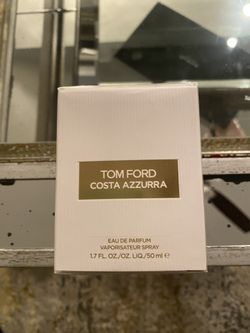 TOM FORD
COSTA AZZURRA
EAU DE PARFUM
VAPORISATEUR SPRAY
1.7 FL. OZ./OZ. LIQ./50 ml ℮